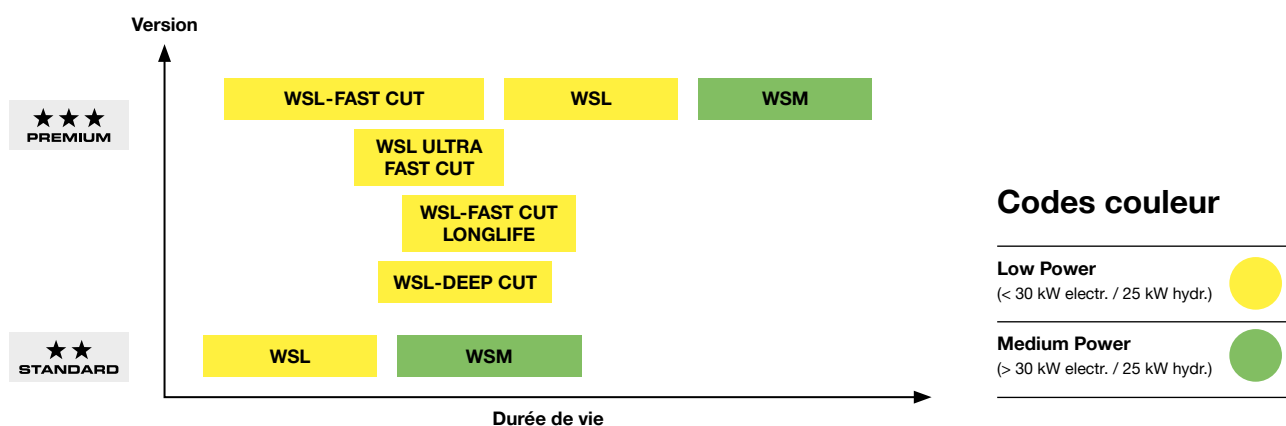 Version
★★★
PREMIUM
WSL-FAST CUT
WSL
WSM
WSL ULTRA
FAST CUT
WSL-FAST CUT
LONGLIFE
WSL-DEEP CUT
★★
STANDARD
WSL
WSM
Durée de vie
Codes couleur
Low Power
(< 30 kW electr. / 25 kW hydr.)
Medium Power
(> 30 kW electr. / 25 kW hydr.)